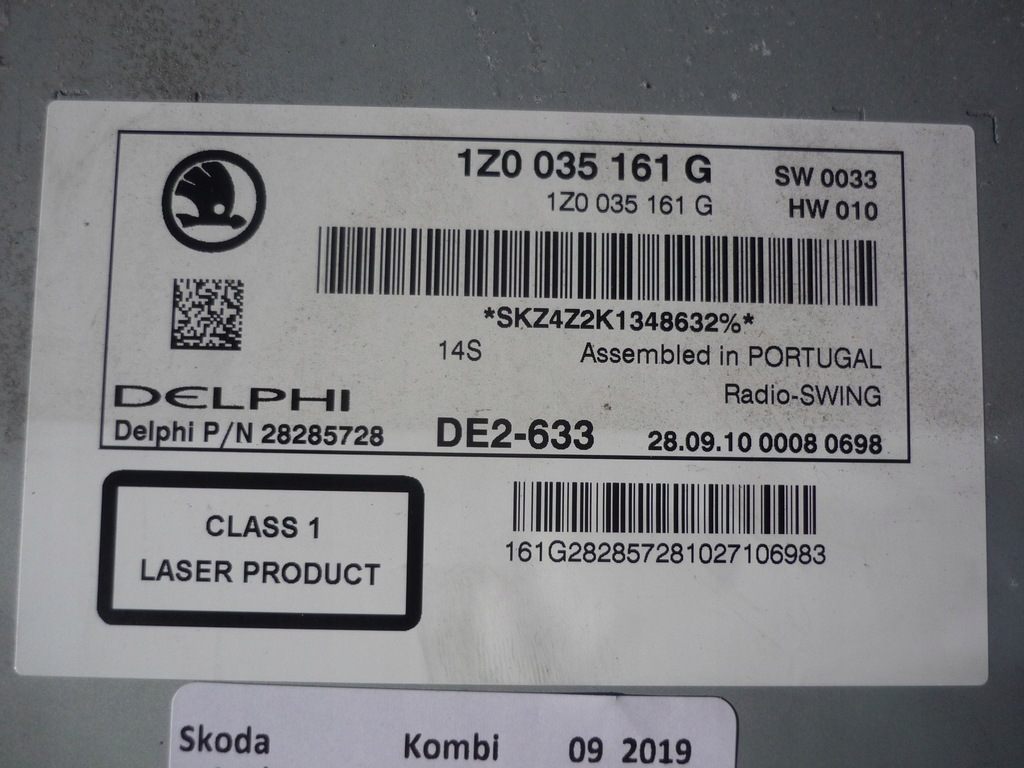 1Z0 035 161 G
SW 0033
1Z0 035 161 G
HW 010
*SKZ4Z2K1348632%*
14S
Assembled in PORTUGAL
Radio-SWING
DELPHI
Delphi P/N 28285728
DE2-633
28.09.10 0008 0698
CLASS 1
LASER PRODUCT
161G282857281027106983
Skoda Kombi 09 2019